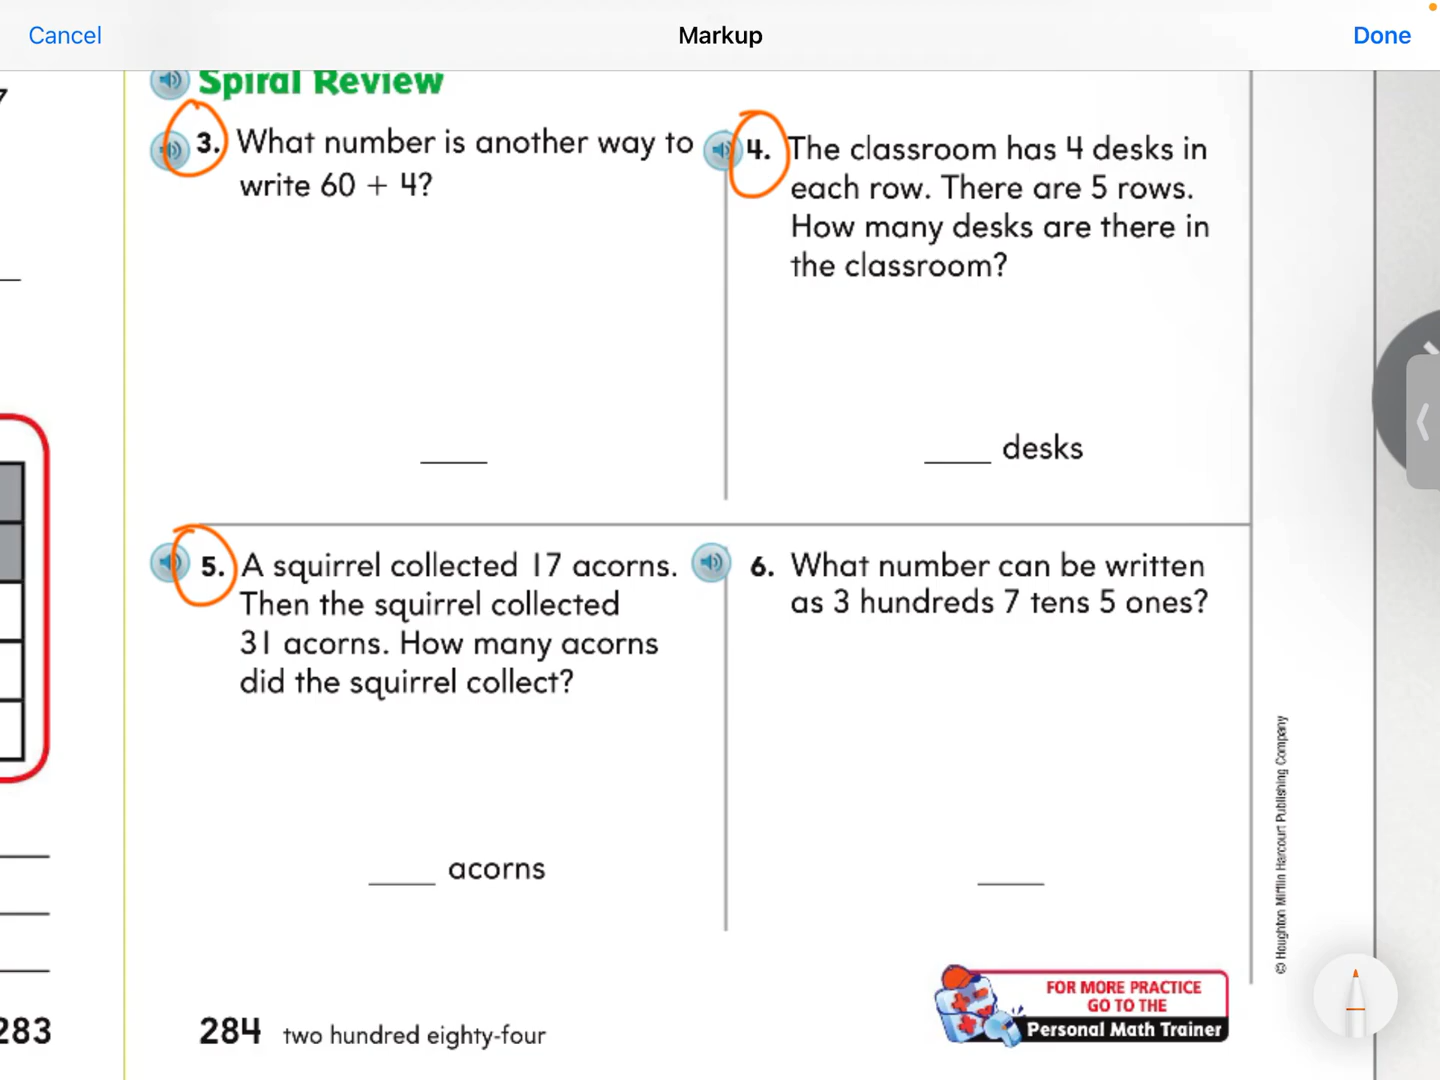 Cancel
Markup
Done
7
Spiral Review
3. What number is another way to
write 60 + 4?
4. The classroom has 4 desks in
each row. There are 5 rows.
How many desks are there in
the classroom?
desks
5. A squirrel collected 17 acorns.
Then the squirrel collected
31 acorns. How many acorns
did the squirrel collect?
acorns
6. What number can be written
as 3 hundreds 7 tens 5 ones?
© Houghton Mifflin Harcourt Publishing Company
FOR MORE PRACTICE
GO TO THE
Personal Math Trainer
283
284 two hundred eighty-four